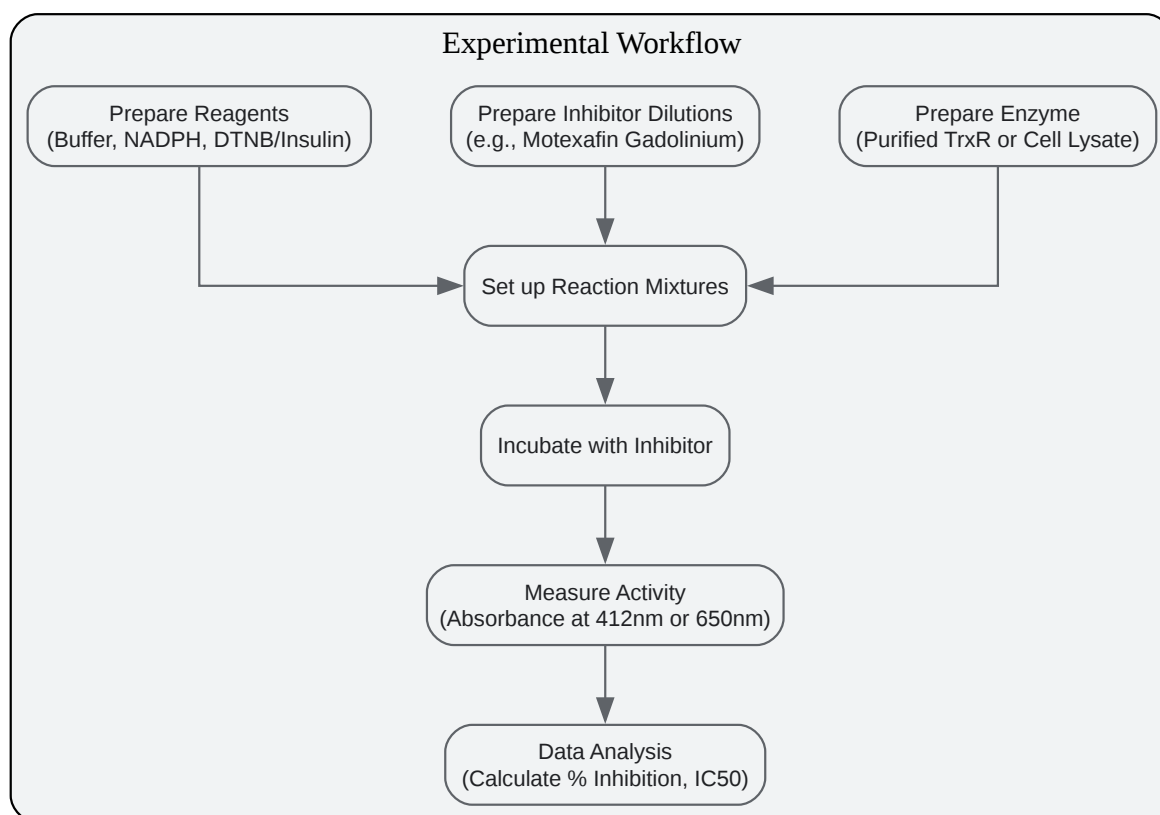 Experimental Workflow
Prepare Reagents
(Buffer, NADPH, DTNB/Insulin)
Prepare Inhibitor Dilutions
(e.g., Motexafin Gadolinium)
Prepare Enzyme
(Purified TrxR or Cell Lysate)
Set up Reaction Mixtures
Incubate with Inhibitor
Measure Activity
(Absorbance at 412nm or 650nm)
Data Analysis
(Calculate % Inhibition, IC50)